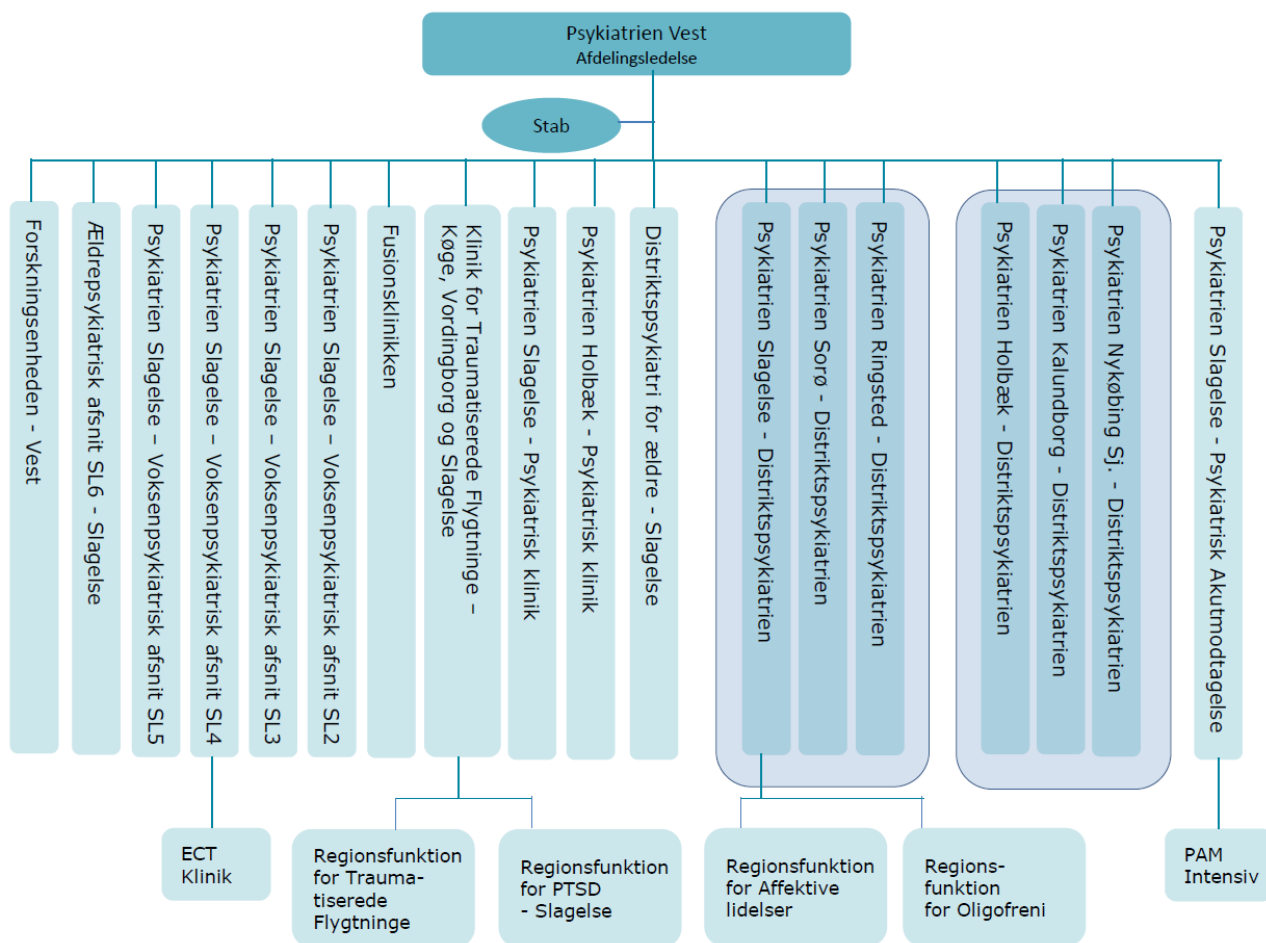 Psykiatrien Vest
Afdelingsledelse
Stab
Forskningsenheden - Vest
Ældrepsykiatrisk afsnit SL6 - Slagelse
Psykiatrien Slagelse – Voksenpsykiatrisk afsnit SL5
Psykiatrien Slagelse – Voksenpsykiatrisk afsnit SL4
Psykiatrien Slagelse – Voksenpsykiatrisk afsnit SL3
Psykiatrien Slagelse – Voksenpsykiatrisk afsnit SL2
Fusionsklinikken
Klinik for Traumatiserede Flygtninge –
Køge, Vordingborg og Slagelse
Psykiatrien Slagelse - Psykiatrisk klinik
Psykiatrien Holbæk - Psykiatrisk klinik
Distriktspsykiatri for ældre - Slagelse
Psykiatrien Slagelse - Distriktspsykiatrien
Psykiatrien Sorø - Distriktspsykiatrien
Psykiatrien Ringsted - Distriktspsykiatrien
Psykiatrien Holbæk - Distriktspsykiatrien
Psykiatrien Kalundborg - Distriktspsykiatrien
Psykiatrien Nykøbing Sj. - Distriktspsykiatrien
Psykiatrien Slagelse - Psykiatrisk Akutmodtagelse
ECT
Klinik
Regionsfunktion
for Trauma-
tiserede
Flygtninge
Regionsfunktion
for PTSD
- Slagelse
Regionsfunktion
for Affektive
lidelser
Regions-
funktion
for Oligofreni
PAM
Intensiv